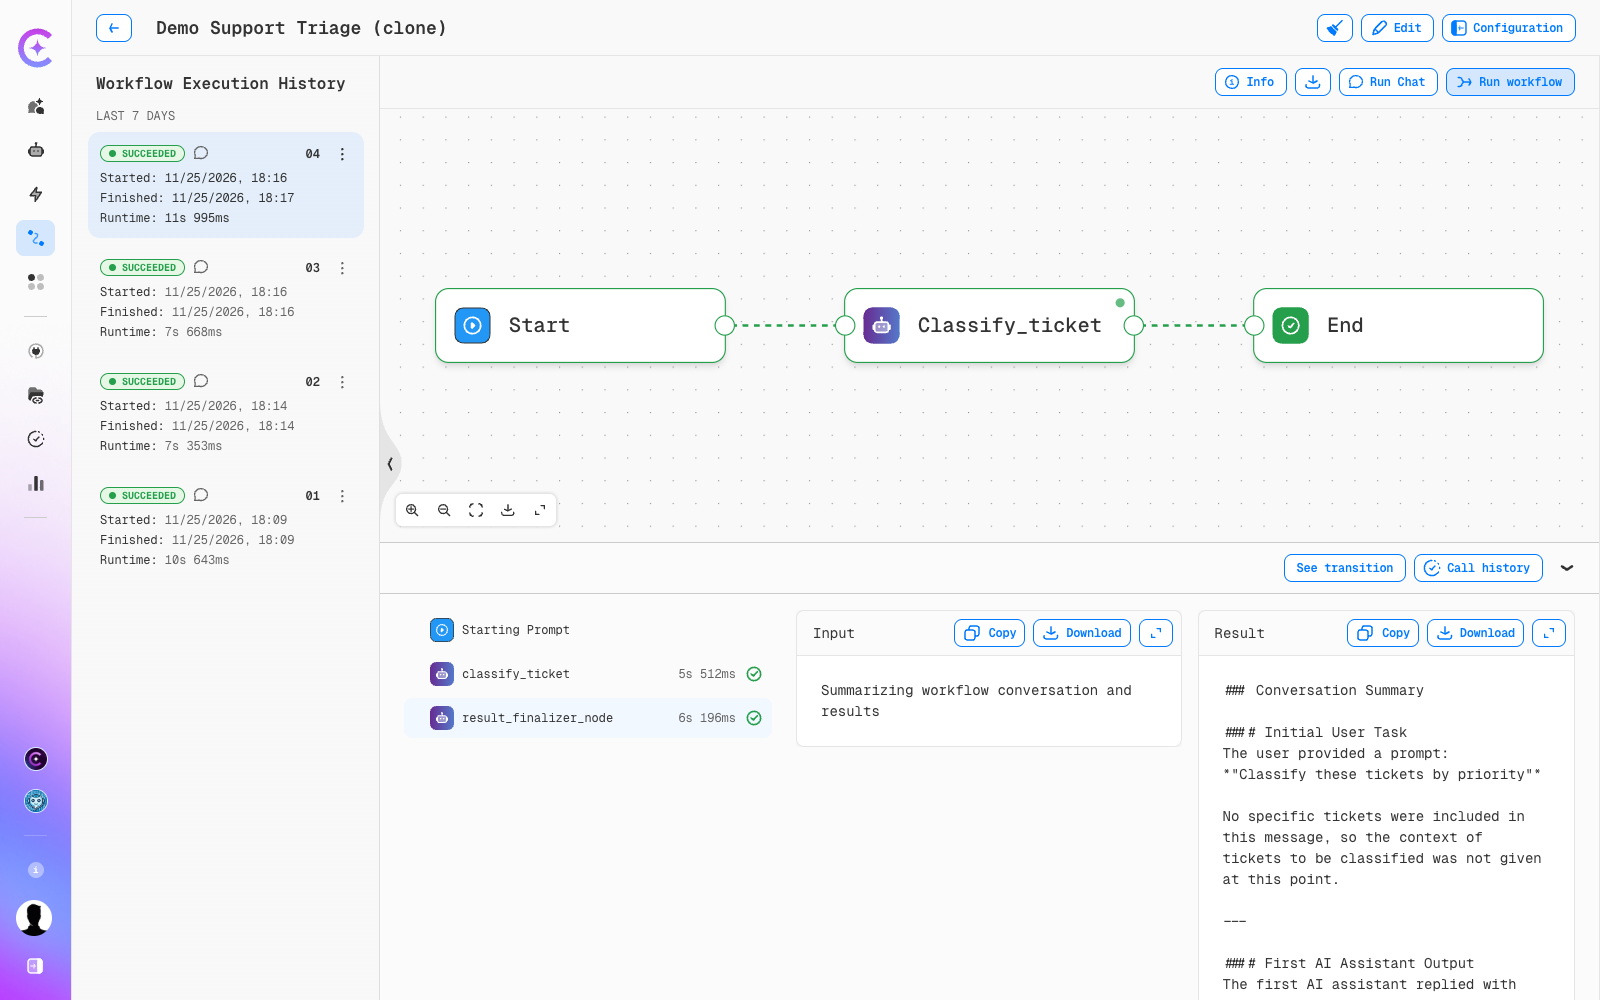 Demo Support Triage (clone)
Edit
Configuration
Workflow Execution History
LAST 7 DAYS
SUCCEEDED 04
Started: 11/25/2026, 18:16
Finished: 11/25/2026, 18:17
Runtime: 11s 995ms
SUCCEEDED 03
Started: 11/25/2026, 18:16
Finished: 11/25/2026, 18:16
Runtime: 7s 668ms
SUCCEEDED 02
Started: 11/25/2026, 18:14
Finished: 11/25/2026, 18:14
Runtime: 7s 353ms
SUCCEEDED 01
Started: 11/25/2026, 18:09
Finished: 11/25/2026, 18:09
Runtime: 10s 643ms
Info
Run Chat
Run workflow
Start
Classify_ticket
End
See transition
Call history
Starting Prompt
classify_ticket 5s 512ms
result_finalizer_node 6s 196ms
Input
Copy
Download
Summarizing workflow conversation and
results
Result
Copy
Download
### Conversation Summary
#### Initial User Task
The user provided a prompt:
*"Classify these tickets by priority"*
No specific tickets were included in
this message, so the context of
tickets to be classified was not given
at this point.
---
#### First AI Assistant Output
The first AI assistant replied with